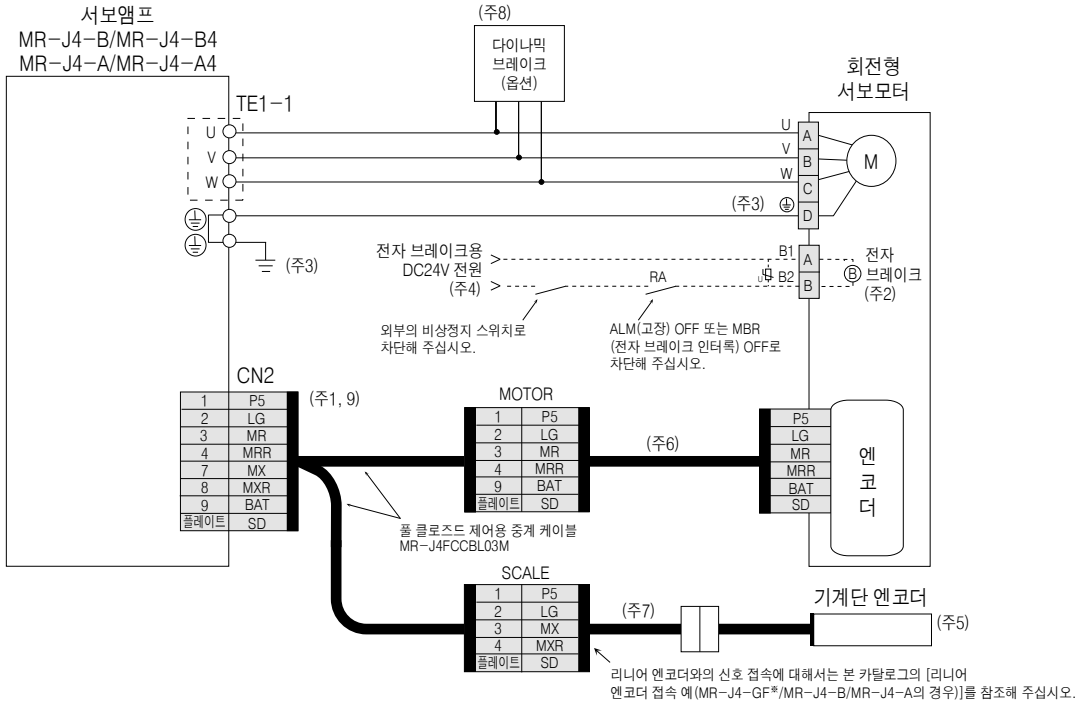 서보앰프
MR-J4-B/MR-J4-B4
MR-J4-A/MR-J4-A4
(주8)
다이나믹
브레이크
(옵션)
회전형
서보모터
TE1-1
U
V
W
U
V
W
A
B
C
D
M
(주3)
(주3)
전자 브레이크용
DC24V 전원
(주4)
RA
B1
U
B2
A
B
B
전자
브레이크
(주2)
외부의 비상정지 스위치로
차단해 주십시오.
ALM(고장) OFF 또는 MBR
(전자 브레이크 인터록) OFF로
차단해 주십시오.
CN2
(주1, 9)
1 P5
2 LG
3 MR
4 MRR
7 MX
8 MXR
9 BAT
플레이트 SD
MOTOR
1 P5
2 LG
3 MR
4 MRR
9 BAT
플레이트 SD
(주6)
P5
LG
MR
MRR
BAT
SD
엔
코
더
풀 클로즈드 제어용 중계 케이블
MR-J4FCCBL03M
SCALE
1 P5
2 LG
3 MX
4 MXR
플레이트 SD
(주7)
기계단 엔코더
(주5)
리니어 엔코더와의 신호 접속에 대해서는 본 카탈로그의 [리니어
엔코더 접속 예(MR-J4-GF*/MR-J4-B/MR-J4-A의 경우)]를 참조해 주십시오.